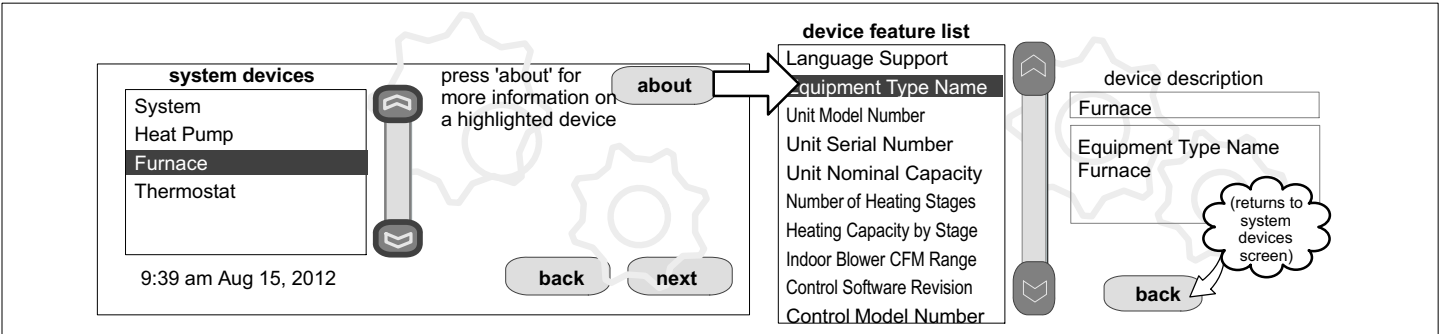 system devices
System
Heat Pump
Furnace
Thermostat
9:39 am Aug 15, 2012
press 'about' for
more information on
a highlighted device
about
back
next
device feature list
Language Support
Equipment Type Name
Unit Model Number
Unit Serial Number
Unit Nominal Capacity
Number of Heating Stages
Heating Capacity by Stage
Indoor Blower CFM Range
Control Software Revision
Control Model Number
device description
Furnace
Equipment Type Name
Furnace
(returns to
system
devices
screen)
back